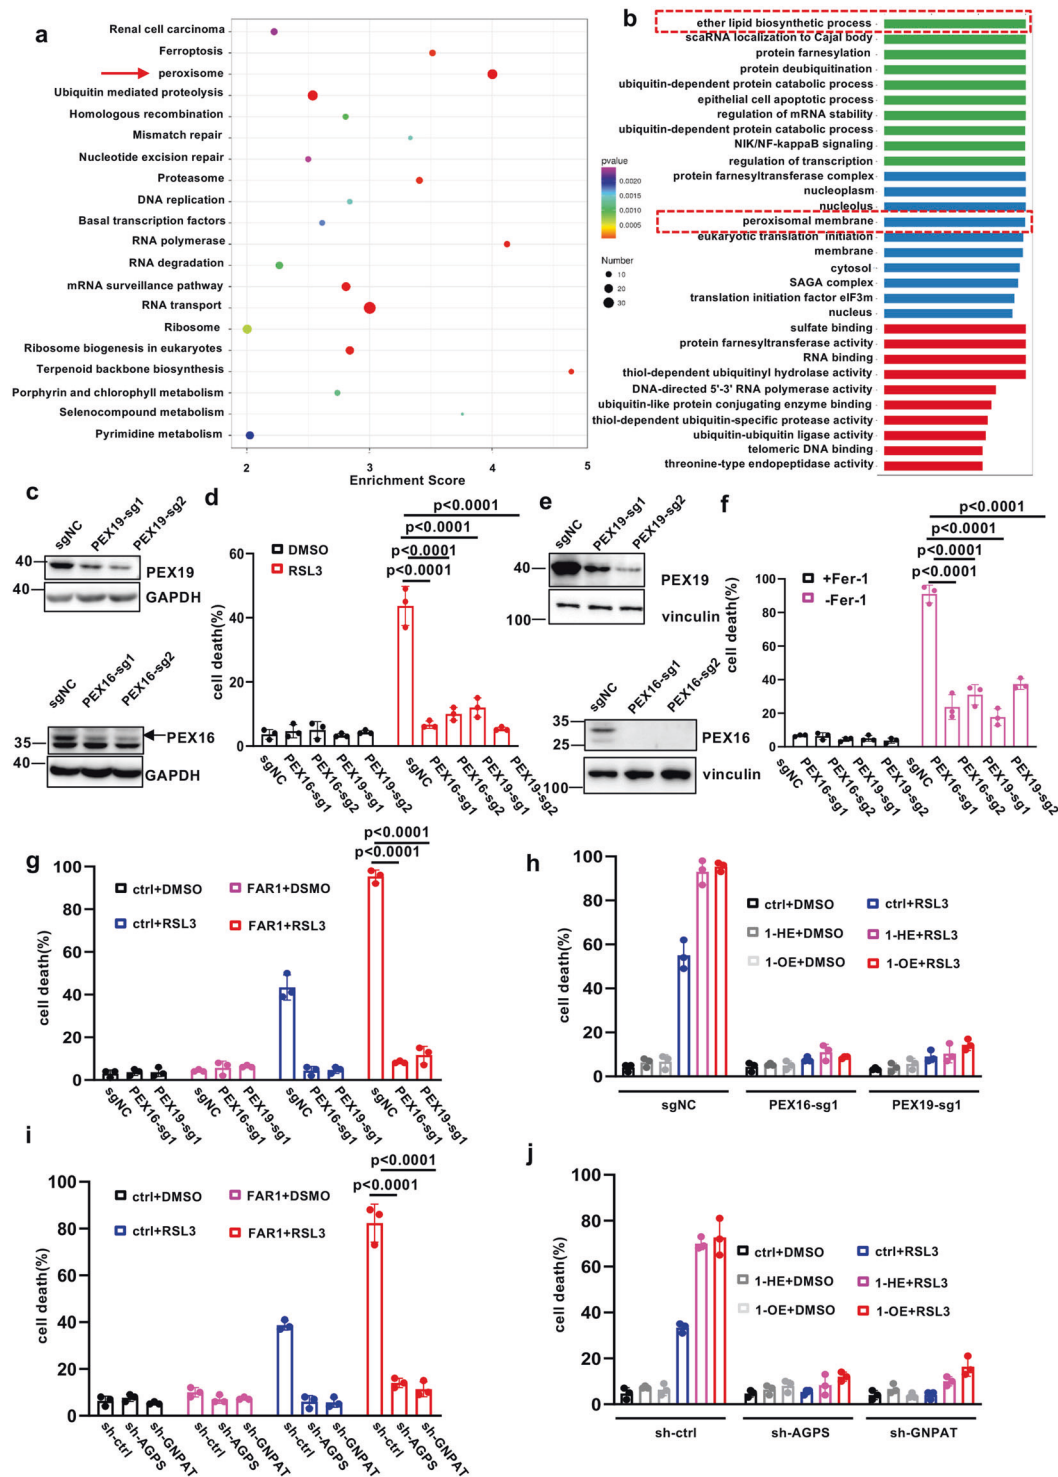 a
Renal cell carcinoma
Ferroptosis
peroxisome
Ubiquitin mediated proteolysis
Homologous recombination
Mismatch repair
Nucleotide excision repair
Proteasome
DNA replication
Basal transcription factors
RNA polymerase
RNA degradation
mRNA surveillance pathway
RNA transport
Ribosome
Ribosome biogenesis in eukaryotes
Terpenoid backbone biosynthesis
Porphyrin and chlorophyll metabolism
Selenocompound metabolism
Pyrimidine metabolism
2 3 4 5
Enrichment Score
pvalue
0.0020
0.0015
0.0010
0.0005
Number
10
20
30
b
ether lipid biosynthetic process
scaRNA localization to Cajal body
protein farnesylation
protein deubiquitination
ubiquitin-dependent protein catabolic process
epithelial cell apoptotic process
regulation of mRNA stability
ubiquitin-dependent protein catabolic process
NIK/NF-kappaB signaling
regulation of transcription
protein farnesyltransferase complex
nucleoplasm
nucleolus
peroxisomal membrane
eukaryotic translation initiation
membrane
cytosol
SAGA complex
translation initiation factor eIF3m
nucleus
sulfate binding
protein farnesyltransferase activity
RNA binding
thiol-dependent ubiquitinyl hydrolase activity
DNA-directed 5'-3' RNA polymerase activity
ubiquitin-like protein conjugating enzyme binding
thiol-dependent ubiquitin-specific protease activity
ubiquitin-ubiquitin ligase activity
telomeric DNA binding
threonine-type endopeptidase activity
c
sgNC PEX19-sg1 PEX19-sg2
40 PEX19
40 GAPDH
sgNC PEX16-sg1 PEX16-sg2
35 PEX16
40 GAPDH
d
p<0.0001
p<0.0001
p<0.0001
p<0.0001
DMSO
RSL3
cell death(%)
60
40
20
0
sgNC PEX16-sg1 PEX16-sg2 PEX19-sg1 PEX19-sg2 sgNC PEX16-sg1 PEX16-sg2 PEX19-sg1 PEX19-sg2
e
sgNC PEX19-sg1 PEX19-sg2
40 PEX19
100 vinculin
sgNC PEX16-sg1 PEX16-sg2
35 PEX16
25
100 vinculin
f
p<0.0001
p<0.0001
p<0.0001
p<0.0001
+Fer-1
-Fer-1
cell death(%)
100
80
60
40
20
0
sgNC PEX16-sg1 PEX16-sg2 PEX19-sg1 PEX19-sg2 sgNC PEX16-sg1 PEX16-sg2 PEX19-sg1 PEX19-sg2
g
p<0.0001
p<0.0001
ctrl+DMSO FAR1+DSMO
ctrl+RSL3 FAR1+RSL3
cell death(%)
100
80
60
40
20
0
sgNC PEX16-sg1 PEX19-sg1 sgNC PEX16-sg1 PEX19-sg1 sgNC PEX16-sg1 PEX19-sg1 sgNC PEX16-sg1 PEX19-sg1
h
ctrl+DMSO ctrl+RSL3
1-HE+DMSO 1-HE+RSL3
1-OE+DMSO 1-OE+RSL3
cell death(%)
100
80
60
40
20
0
sgNC PEX16-sg1 PEX19-sg1
i
p<0.0001
p<0.0001
ctrl+DMSO FAR1+DSMO
ctrl+RSL3 FAR1+RSL3
cell death(%)
100
80
60
40
20
0
sh-ctrl sh-AGPS sh-GNPAT sh-ctrl sh-AGPS sh-GNPAT sh-ctrl sh-AGPS sh-GNPAT sh-ctrl sh-AGPS sh-GNPAT
j
ctrl+DMSO ctrl+RSL3
1-HE+DMSO 1-HE+RSL3
1-OE+DMSO 1-OE+RSL3
cell death(%)
100
80
60
40
20
0
sh-ctrl sh-AGPS sh-GNPAT